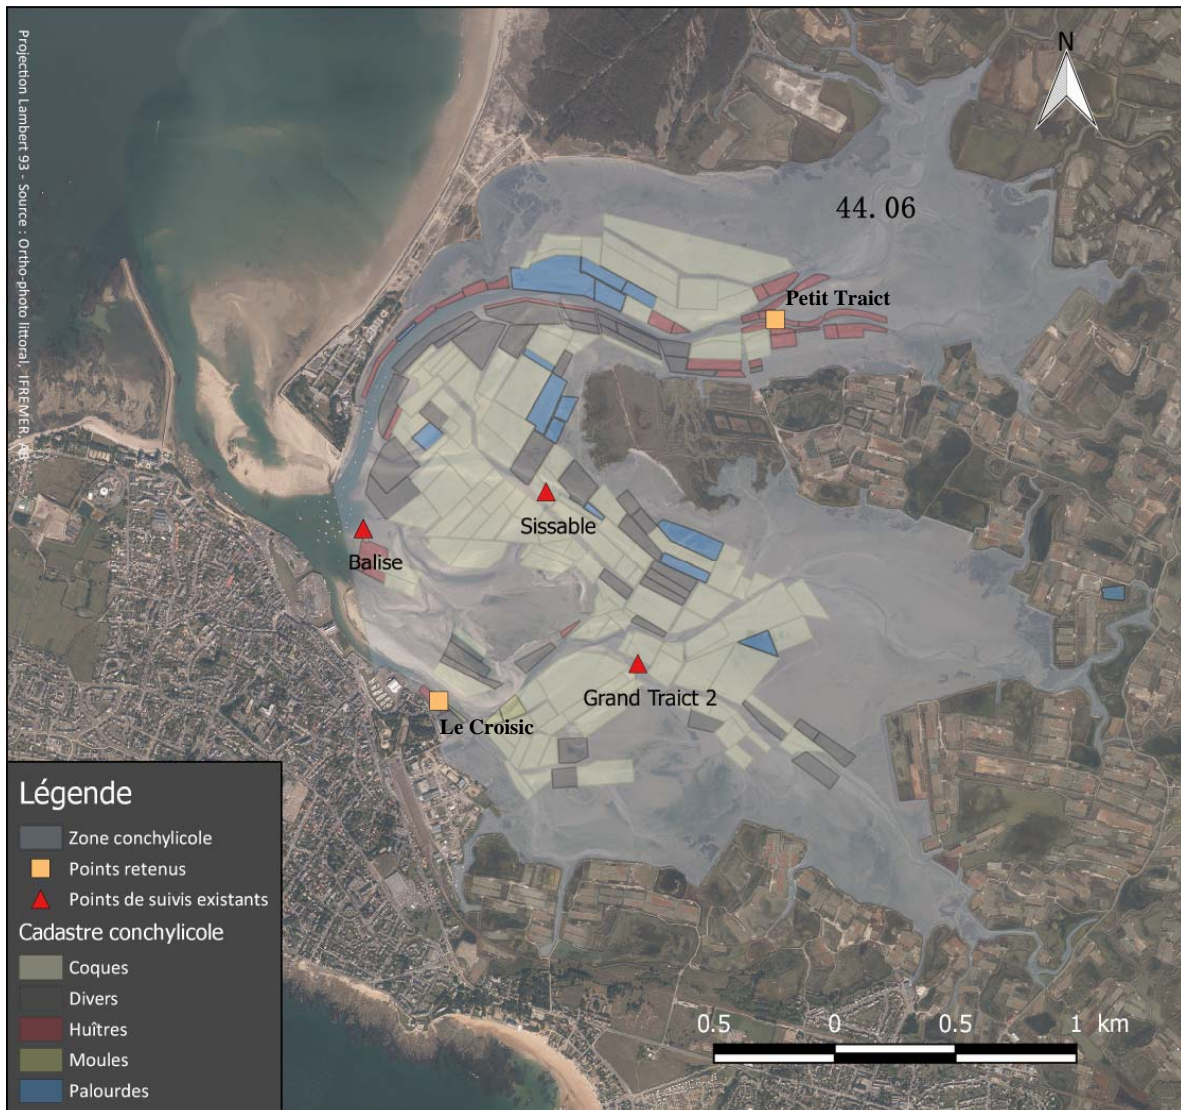 Projection Lambert 93 - Source : Ortho-photo littoral, IFREMER,
N
44.06
Petit Traict
Sissable
Balise
Grand Traict 2
Le Croisic
Légende
Zone conchylicole
Points retenus
Points de suivis existants
Cadastre conchylicole
Coques
Divers
Huîtres
Moules
Palourdes
0.5 0 0.5 1 km